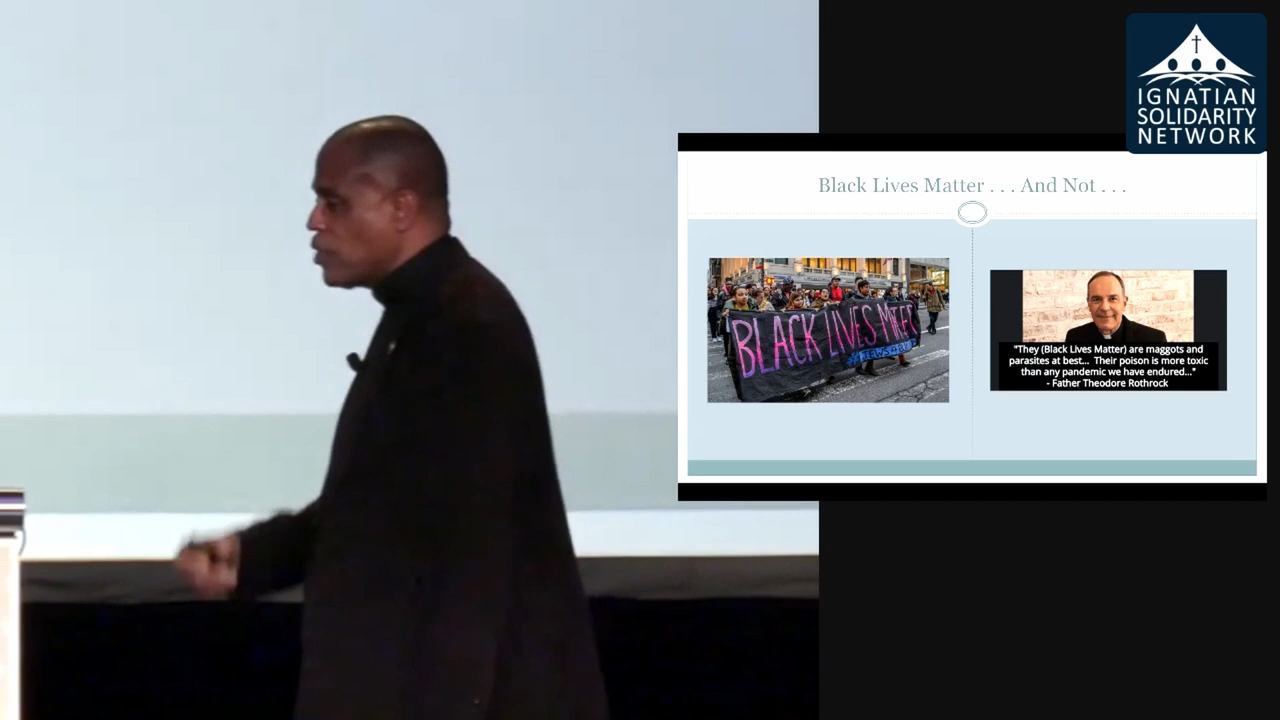 IGNATIAN
SOLIDARITY
NETWORK
Black Lives Matter . . . And Not . . .
BLACK LIVES MATTER
"They (Black Lives Matter) are maggots and
parasites at best... Their poison is more toxic
than any pandemic we have endured..."
- Father Theodore Rothrock